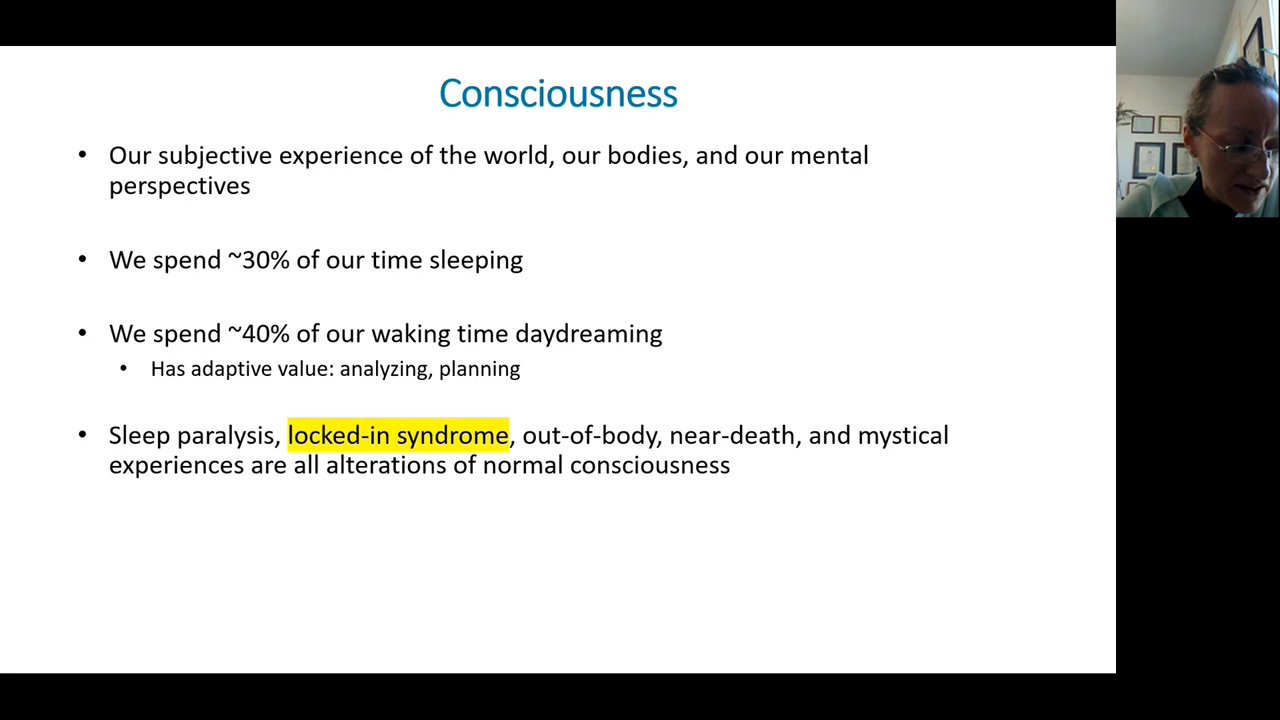 Consciousness
• Our subjective experience of the world, our bodies, and our mental
perspectives
• We spend ~30% of our time sleeping
• We spend ~40% of our waking time daydreaming
• Has adaptive value: analyzing, planning
• Sleep paralysis, locked-in syndrome, out-of-body, near-death, and mystical
experiences are all alterations of normal consciousness